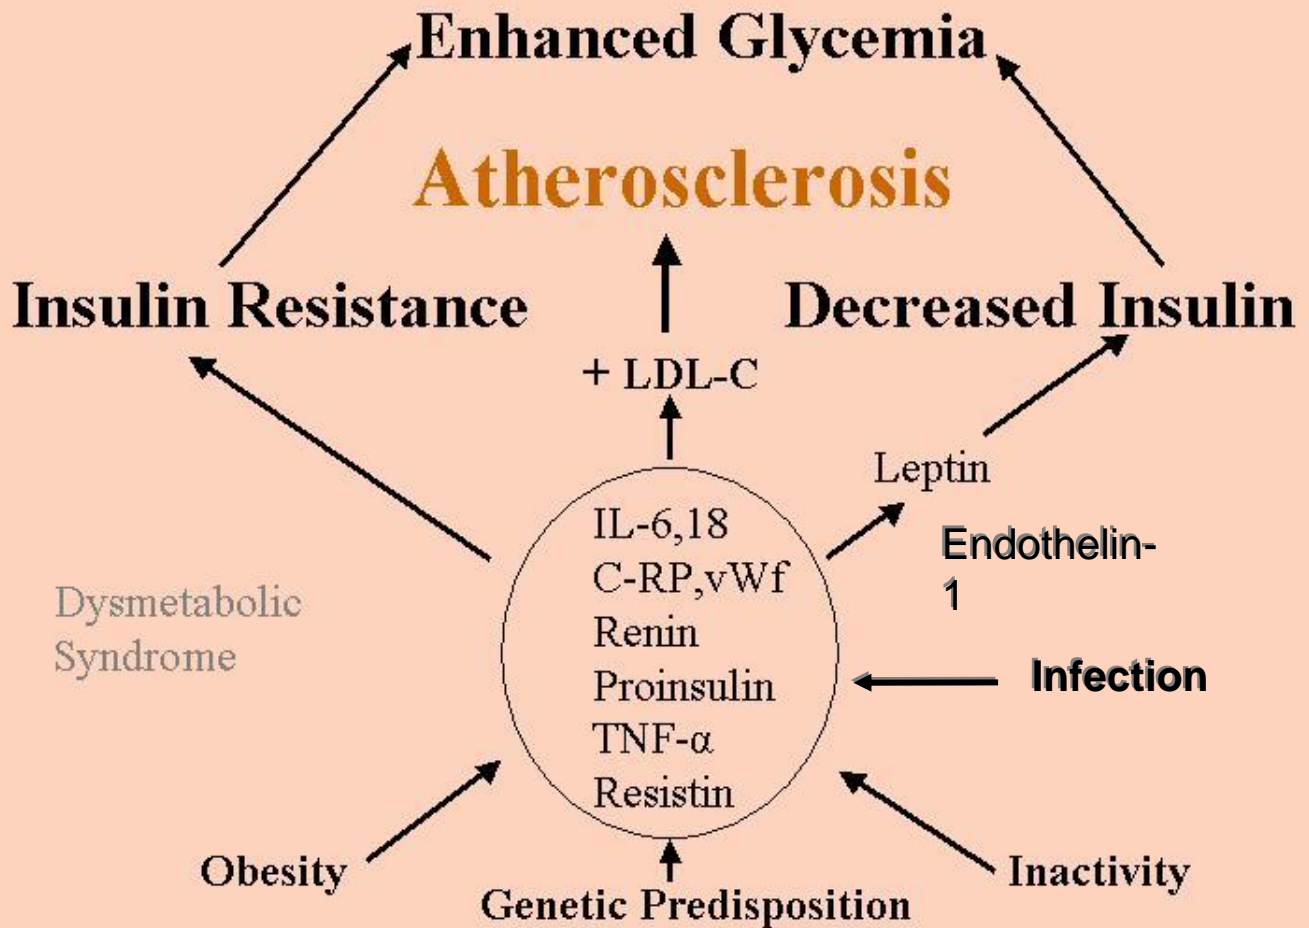 Enhanced Glycemia
Atherosclerosis
Insulin Resistance
Decreased Insulin
+ LDL-C
Leptin
IL-6,18
C-RP,vWf
Renin
Proinsulin
TNF-α
Resistin
Endothelin-
1
Dysmetabolic
Syndrome
Infection
Obesity
Inactivity
Genetic Predisposition